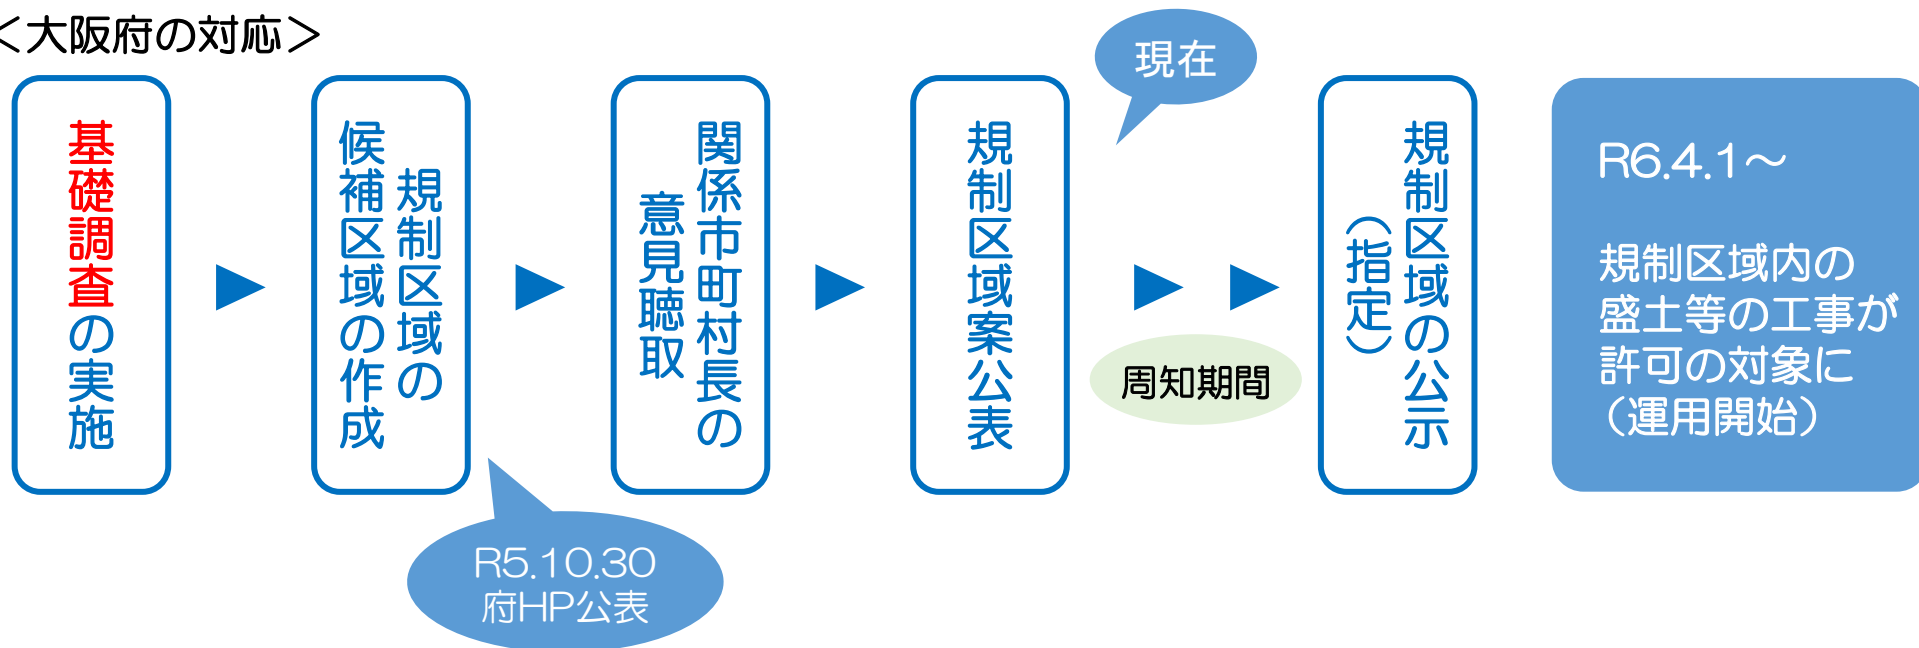 ＜大阪府の対応＞
基礎調査の実施
規制区域の
候補区域の作成
R5.10.30
府HP公表
関係市町村長の
意見聴取
規制区域案公表
現在
周知期間
規制区域の公示
（指定）
R6.4.1～
規制区域内の
盛土等の工事が
許可の対象に
（運用開始）